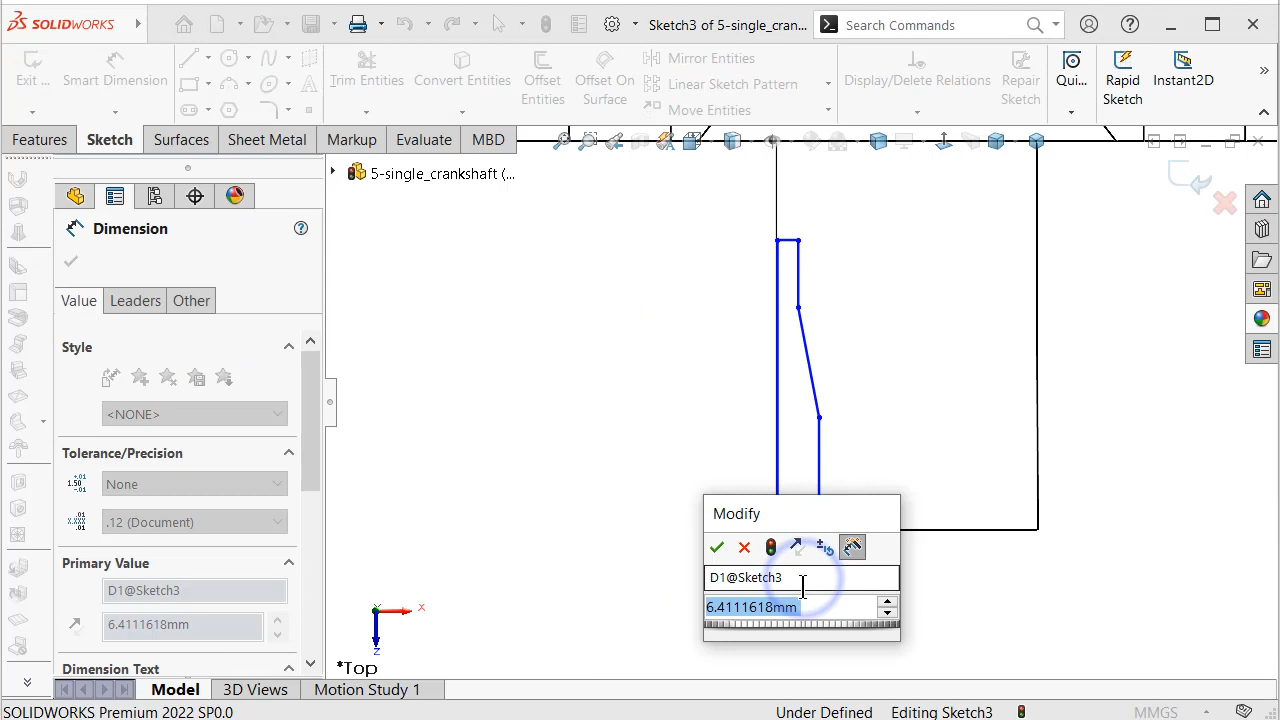 SOLIDWORKS
Sketch3 of 5-single_cran...
Search Commands
Exit ...
Smart Dimension
Trim Entities
Convert Entities
Offset Entities
Offset On Surface
Mirror Entities
Linear Sketch Pattern
Move Entities
Display/Delete Relations
Repair Sketch
Qui...
Rapid Sketch
Instant2D
Features
Sketch
Surfaces
Sheet Metal
Markup
Evaluate
MBD
5-single_crankshaft (...
Dimension
Value
Leaders
Other
Style
<NONE>
Tolerance/Precision
1.50
None
.12 (Document)
Primary Value
D1@Sketch3
6.4111618mm
Dimension Text
Modify
D1@Sketch3
6.4111618mm
X
Z
*Top
Model
3D Views
Motion Study 1
SOLIDWORKS Premium 2022 SP0.0
Under Defined
Editing Sketch3
MMGS